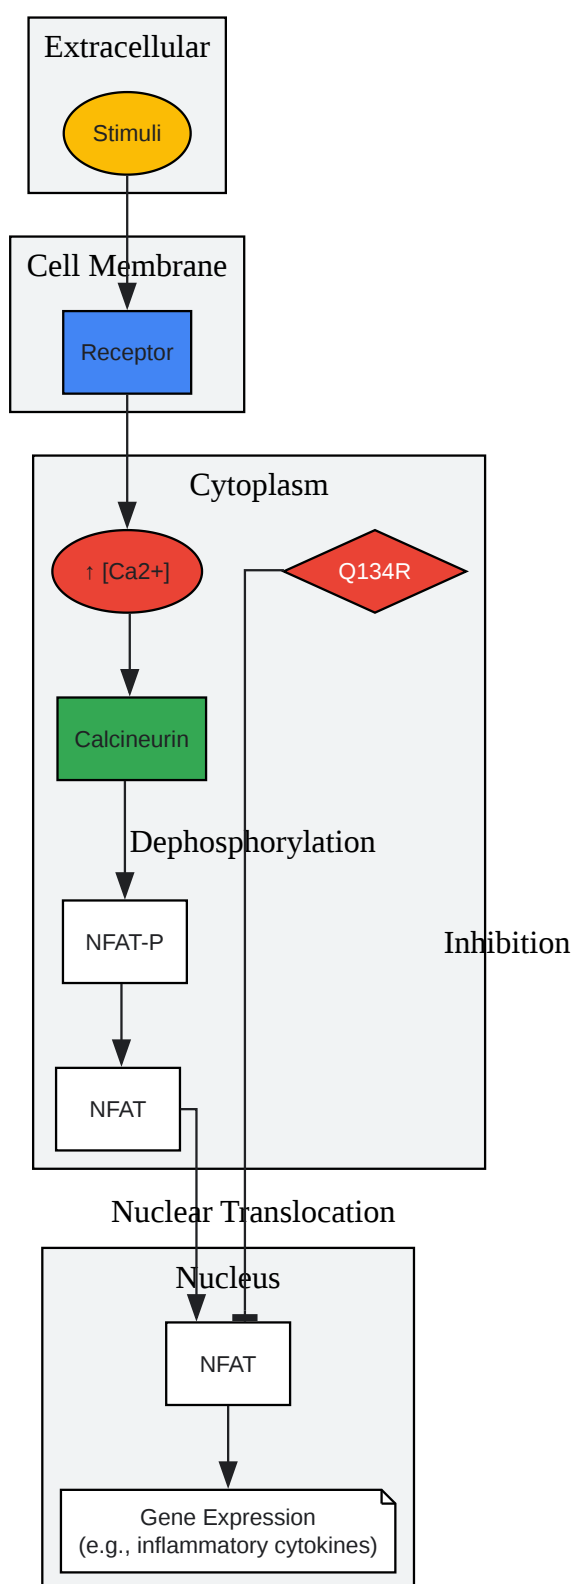 Extracellular
Stimuli
Cell Membrane
Receptor
Cytoplasm
↑ [Ca2+]
Q134R
Calcineurin
Dephosphorylation
NFAT-P
Inhibition
NFAT
Nuclear Translocation
Nucleus
NFAT
Gene Expression
(e.g., inflammatory cytokines)